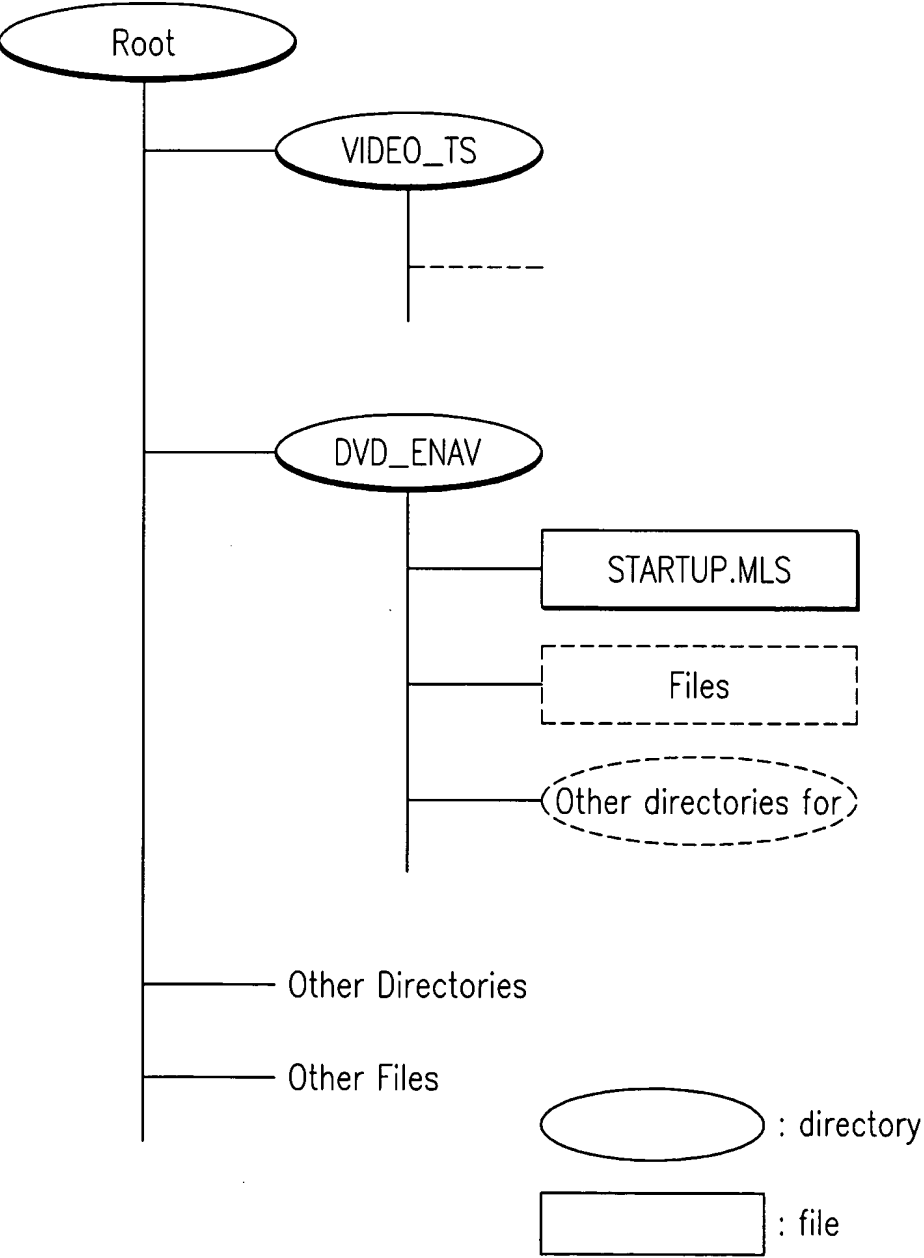 Root
VIDEO_TS
DVD_ENAV
STARTUP.MLS
Files
Other directories for
Other Directories
Other Files
: directory
: file